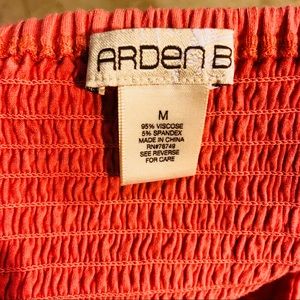 ARDEN B
M
95% VISCOSE
5% SPANDEX
MADE IN CHINA
RN#78749
SEE REVERSE
FOR CARE